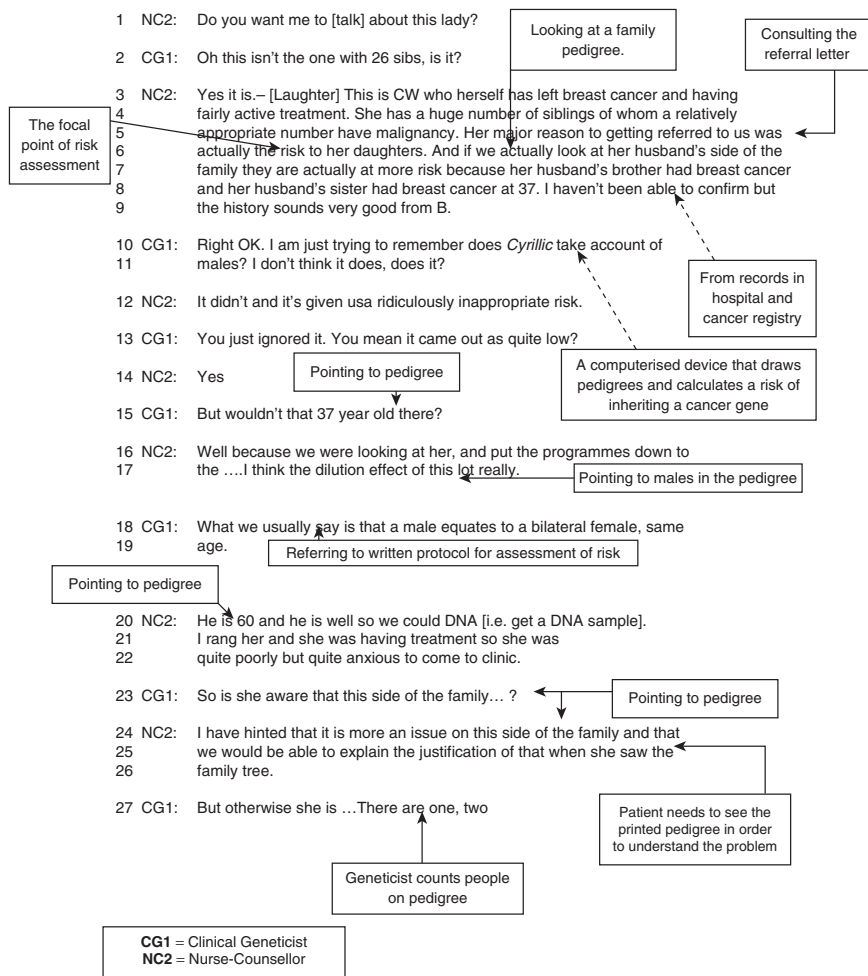 1 NC2: Do you want me to [talk] about this lady?
Looking at a family
pedigree.
Consulting the
referral letter
2 CG1: Oh this isn't the one with 26 sibs, is it?
3 NC2: Yes it is.– [Laughter] This is CW who herself has left breast cancer and having
4 fairly active treatment. She has a huge number of siblings of whom a relatively
5 appropriate number have malignancy. Her major reason to getting referred to us was
6 actually the risk to her daughters. And if we actually look at her husband's side of the
7 family they are actually at more risk because her husband's brother had breast cancer
8 and her husband's sister had breast cancer at 37. I haven't been able to confirm but
9 the history sounds very good from B.
The focal
point of risk
assessment
10 CG1: Right OK. I am just trying to remember does Cyrillic take account of
11 males? I don't think it does, does it?
From records in
hospital and
cancer registry
12 NC2: It didn't and it's given usa ridiculously inappropriate risk.
13 CG1: You just ignored it. You mean it came out as quite low?
14 NC2: Yes
Pointing to pedigree
A computerised device that draws
pedigrees and calculates a risk of
inheriting a cancer gene
15 CG1: But wouldn't that 37 year old there?
16 NC2: Well because we were looking at her, and put the programmes down to
17 the ....I think the dilution effect of this lot really.
Pointing to males in the pedigree
18 CG1: What we usually say is that a male equates to a bilateral female, same
19 age.
Referring to written protocol for assessment of risk
Pointing to pedigree
20 NC2: He is 60 and he is well so we could DNA [i.e. get a DNA sample].
21 I rang her and she was having treatment so she was
22 quite poorly but quite anxious to come to clinic.
23 CG1: So is she aware that this side of the family… ?
Pointing to pedigree
24 NC2: I have hinted that it is more an issue on this side of the family and that
25 we would be able to explain the justification of that when she saw the
26 family tree.
27 CG1: But otherwise she is …There are one, two
Patient needs to see the
printed pedigree in order
to understand the problem
Geneticist counts people
on pedigree
CG1 = Clinical Geneticist
NC2 = Nurse-Counsellor